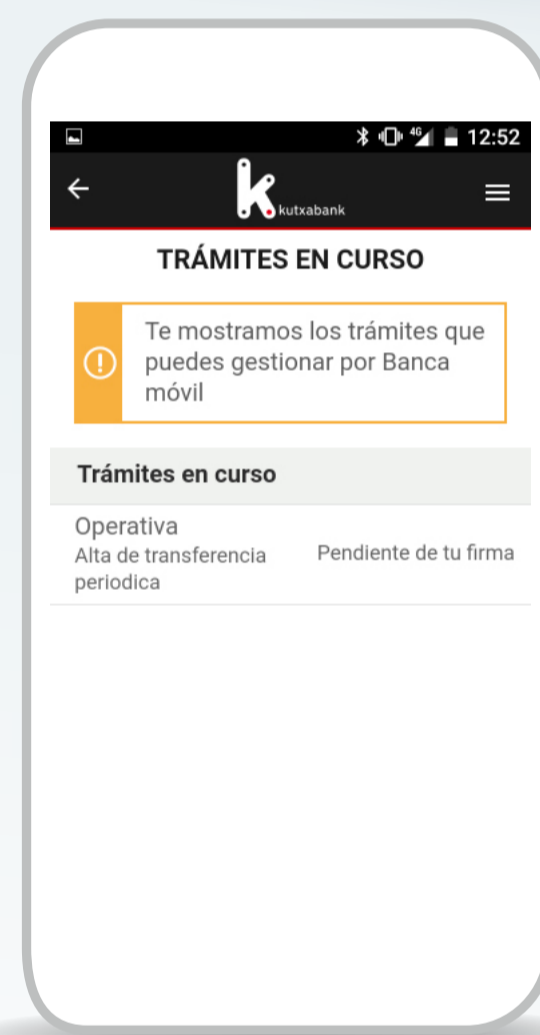 4G 12:52
kutxabank
TRÁMITES EN CURSO
Te mostramos los trámites que
puedes gestionar por Banca
móvil
Trámites en curso
Operativa
Alta de transferencia
periodica
Pendiente de tu firma